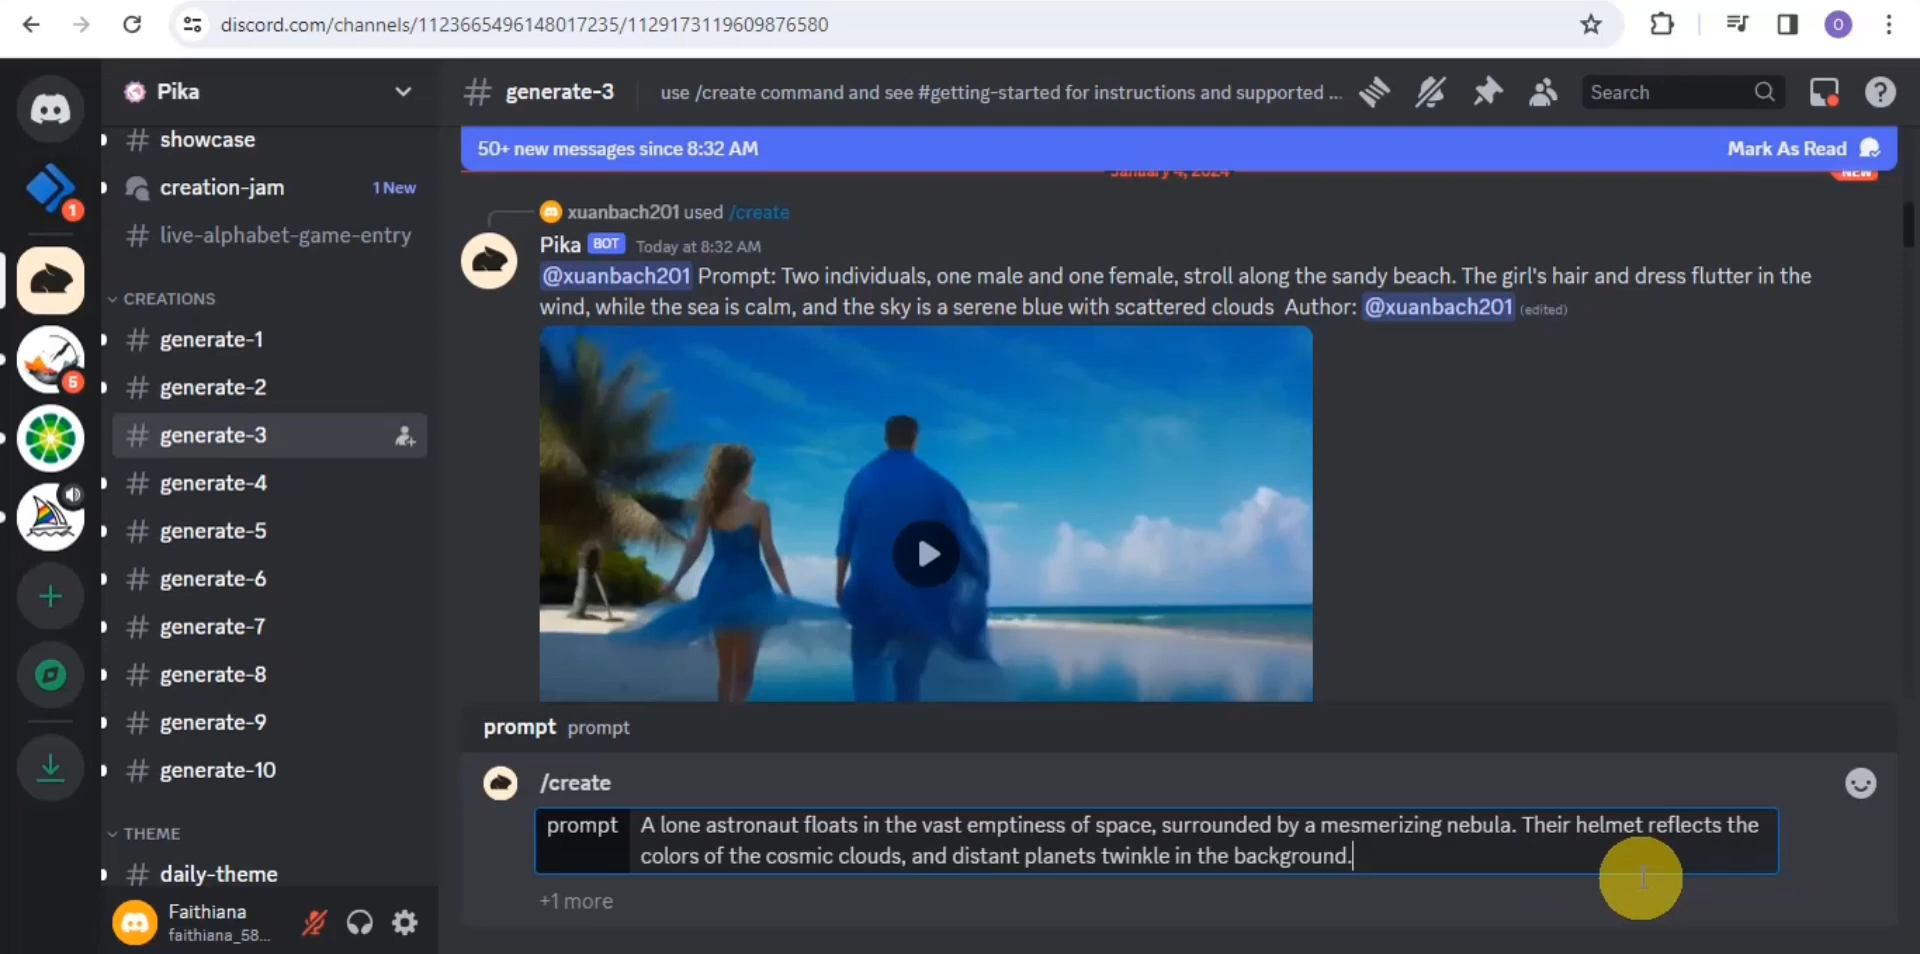 discord.com/channels/1123665496148017235/1129173119609876580
O
Pika
generate-3
use /create command and see #getting-started for instructions and supported ...
Search
showcase
creation-jam
1 New
live-alphabet-game-entry
CREATIONS
generate-1
generate-2
generate-3
generate-4
generate-5
generate-6
generate-7
generate-8
generate-9
generate-10
THEME
daily-theme
1
5
Faithiana
faithiana_58...
50+ new messages since 8:32 AM
Mark As Read
January 4, 2024
NEW
xuanbach201 used /create
Pika BOT Today at 8:32 AM
@xuanbach201 Prompt: Two individuals, one male and one female, stroll along the sandy beach. The girl's hair and dress flutter in the
wind, while the sea is calm, and the sky is a serene blue with scattered clouds Author: @xuanbach201 (edited)
prompt prompt
/create
prompt A lone astronaut floats in the vast emptiness of space, surrounded by a mesmerizing nebula. Their helmet reflects the
colors of the cosmic clouds, and distant planets twinkle in the background.
+1 more